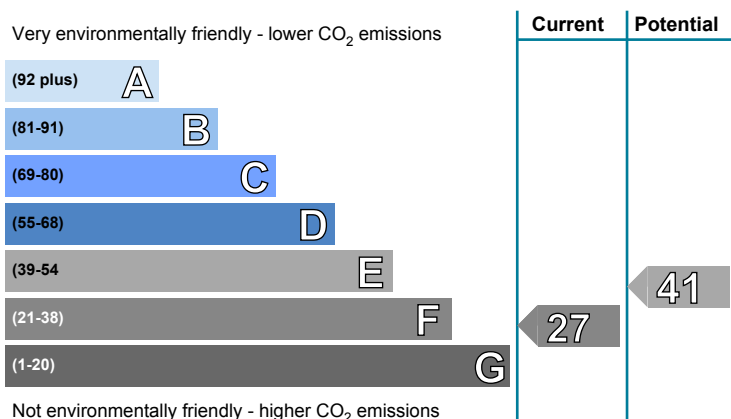 Very environmentally friendly - lower CO2 emissions
Current
Potential
(92 plus) A
(81-91) B
(69-80) C
(55-68) D
(39-54 E
41
(21-38) F
27
(1-20) G
Not environmentally friendly - higher CO2 emissions